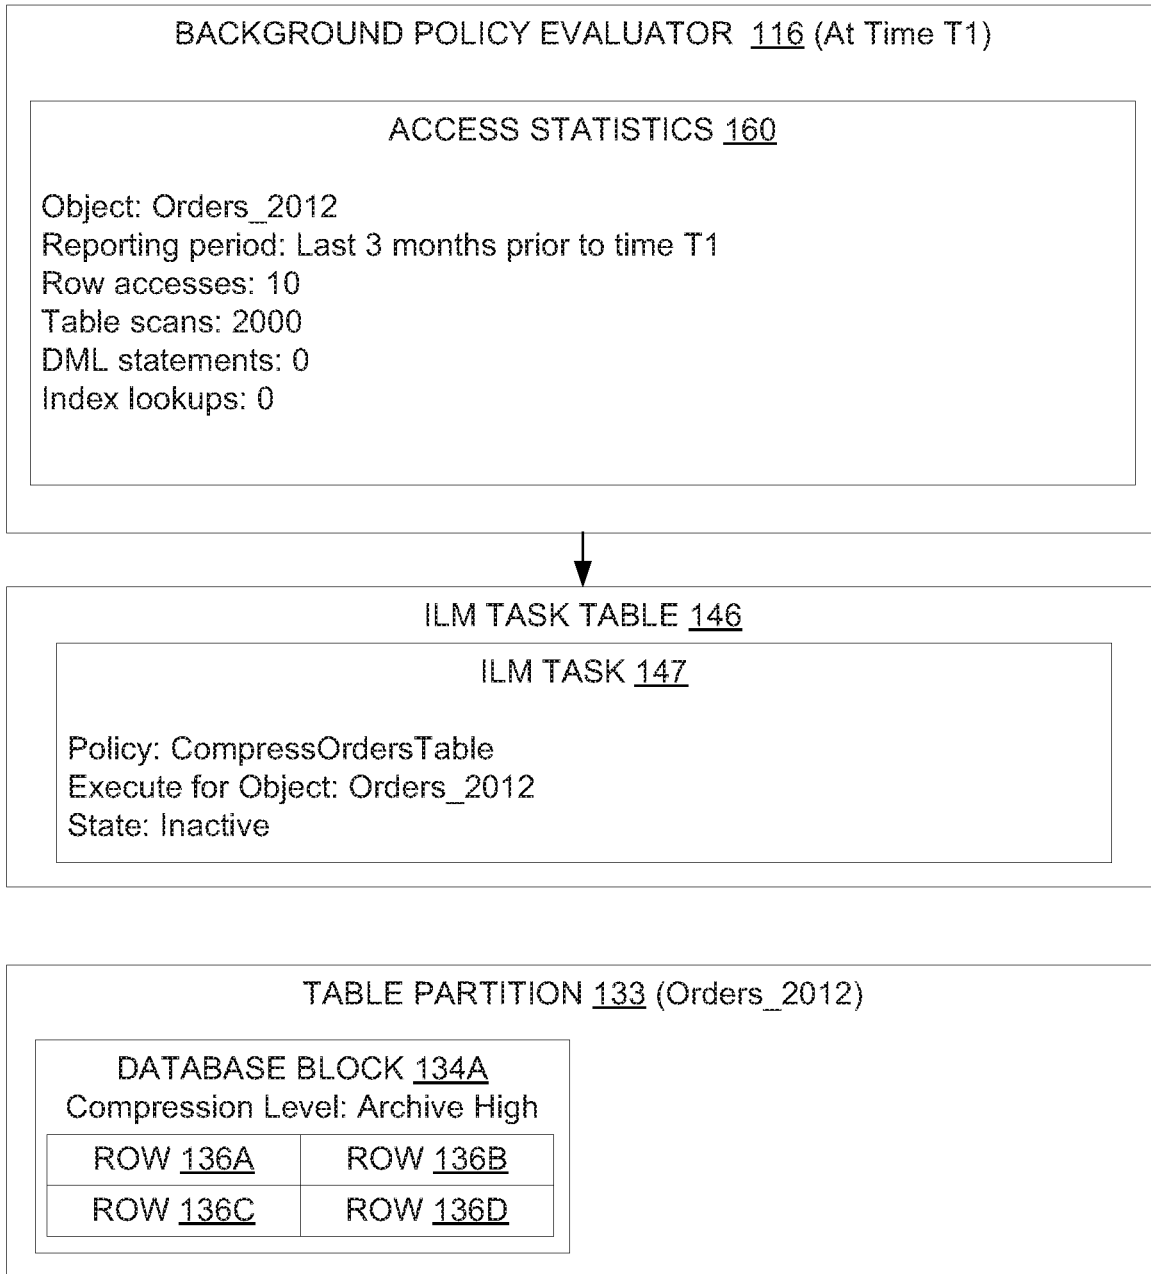 BACKGROUND POLICY EVALUATOR 116 (At Time T1)
ACCESS STATISTICS 160
Object: Orders_2012
Reporting period: Last 3 months prior to time T1
Row accesses: 10
Table scans: 2000
DML statements: 0
Index lookups: 0
ILM TASK TABLE 146
ILM TASK 147
Policy: CompressOrdersTable
Execute for Object: Orders_2012
State: Inactive
TABLE PARTITION 133 (Orders_2012)
DATABASE BLOCK 134A
Compression Level: Archive High
ROW 136A ROW 136B
ROW 136C ROW 136D